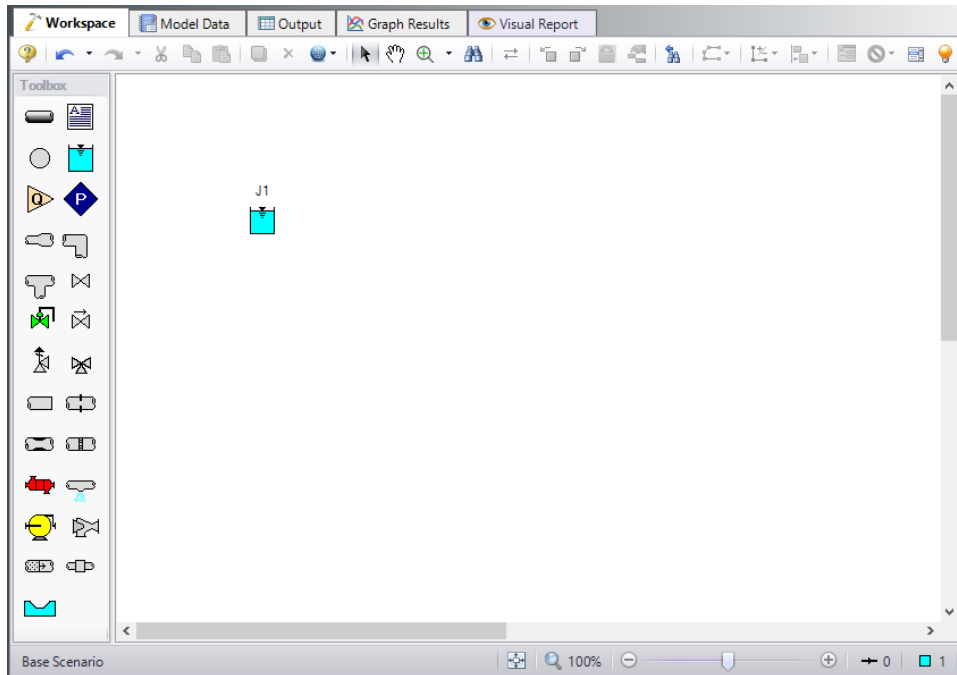 Workspace Model Data Output Graph Results Visual Report
Toolbox
A
Q P
J1
Base Scenario 100% 0 1